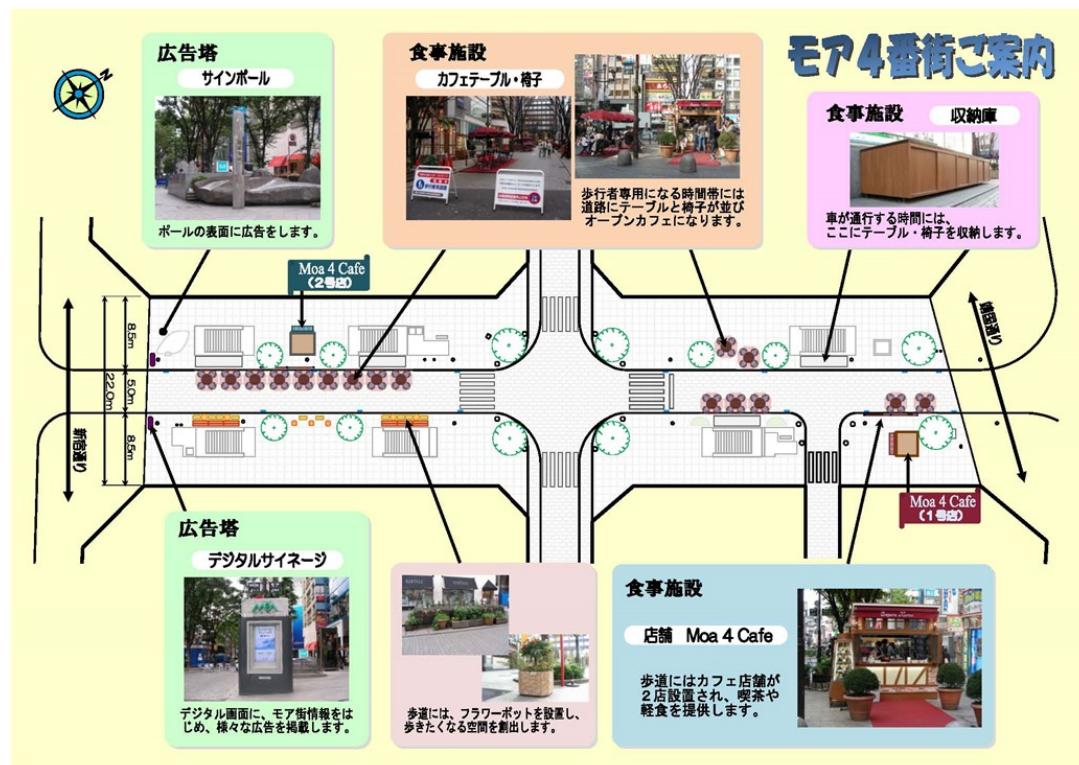 モア4番街ご案内
N
広告塔
サインポール
ポールの表面に広告をします。
食事施設
カフェテーブル・椅子
歩行者専用になる時間帯には
道路にテーブルと椅子が並び
オープンカフェになります。
食事施設
収納庫
車が通行する時間には、
ここにテーブル・椅子を収納します。
Moa 4 Cafe
(2号店)
新宿通り
8.5m
5.0m
22.0m
8.5m
靖国通り
Moa 4 Cafe
(1号店)
広告塔
デジタルサイネージ
デジタル画面に、モア街情報をは
じめ、様々な広告を掲載します。
歩道には、フラワーポットを設置し、
歩きたくなる空間を創出します。
食事施設
店舗 Moa 4 Cafe
歩道にはカフェ店舗が
2店設置され、喫茶や
軽食を提供します。